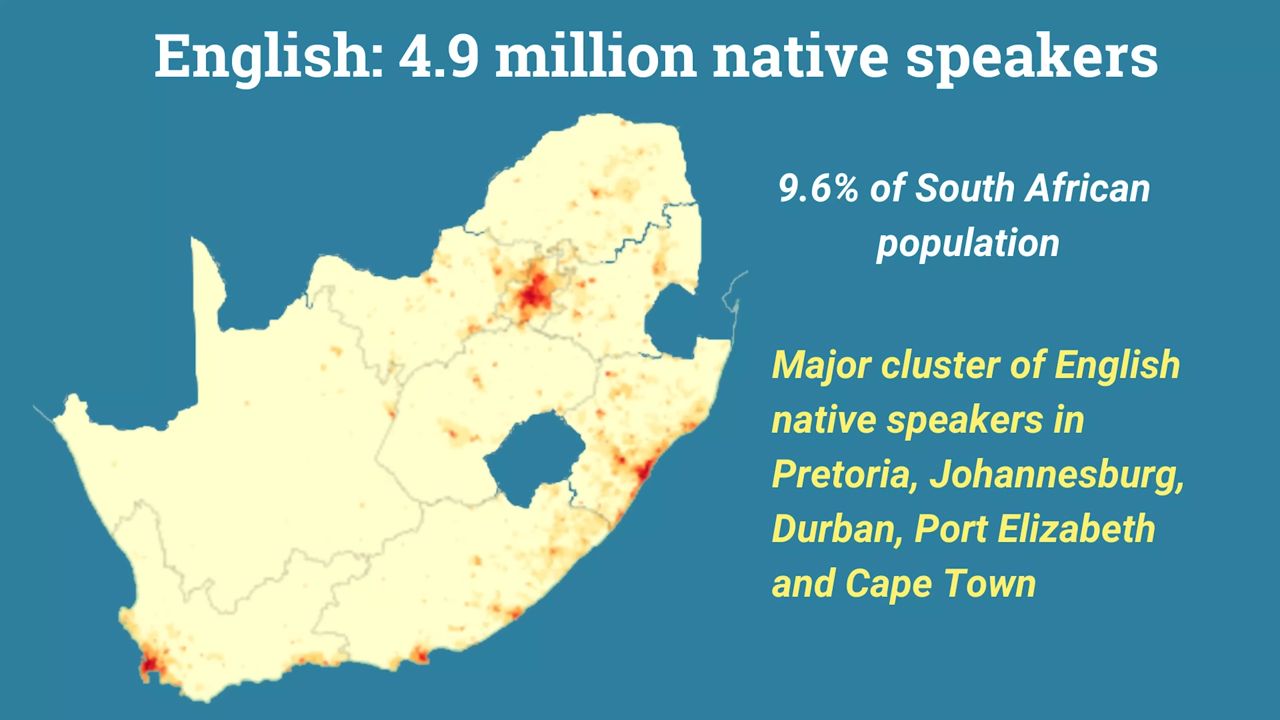 English: 4.9 million native speakers
9.6% of South African
population
Major cluster of English
native speakers in
Pretoria, Johannesburg,
Durban, Port Elizabeth
and Cape Town